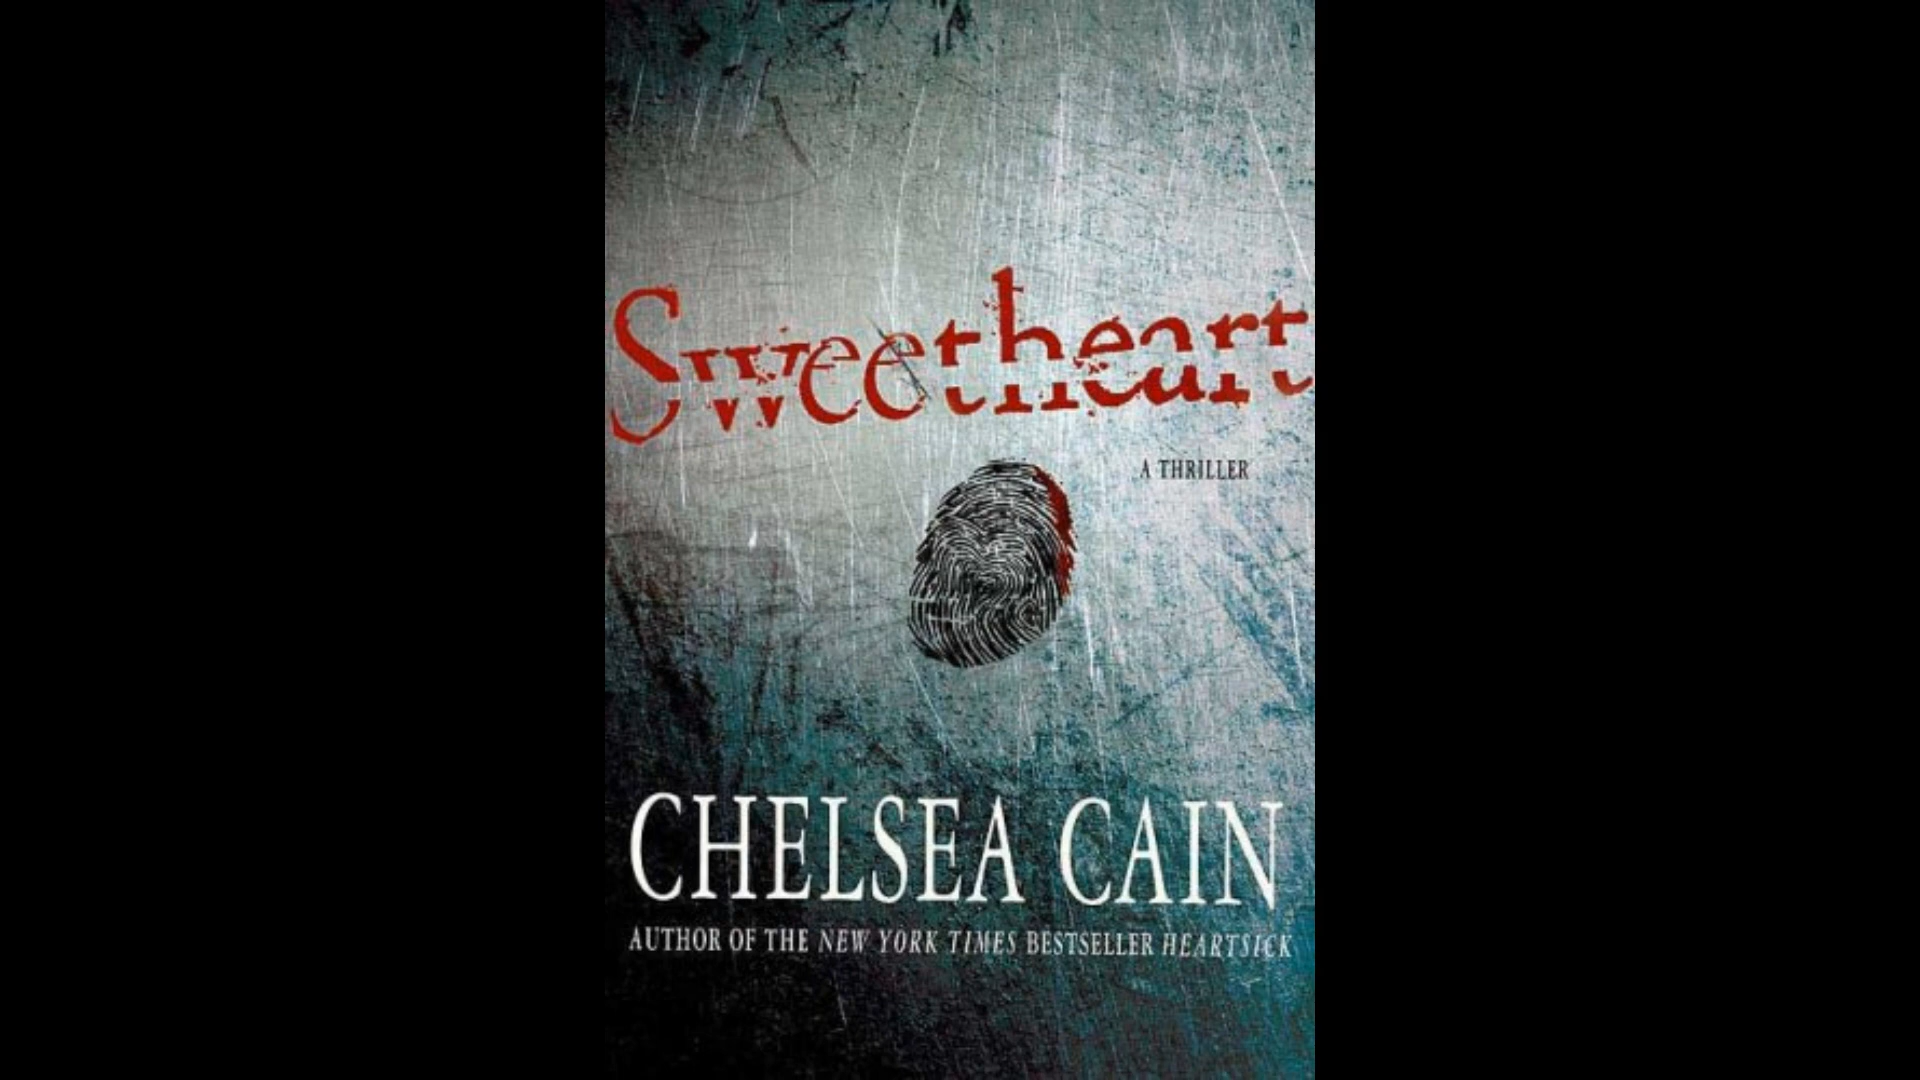 Sweetheart
A THRILLER
CHELSEA CAIN
AUTHOR OF THE NEW YORK TIMES BESTSELLER HEARTSICK